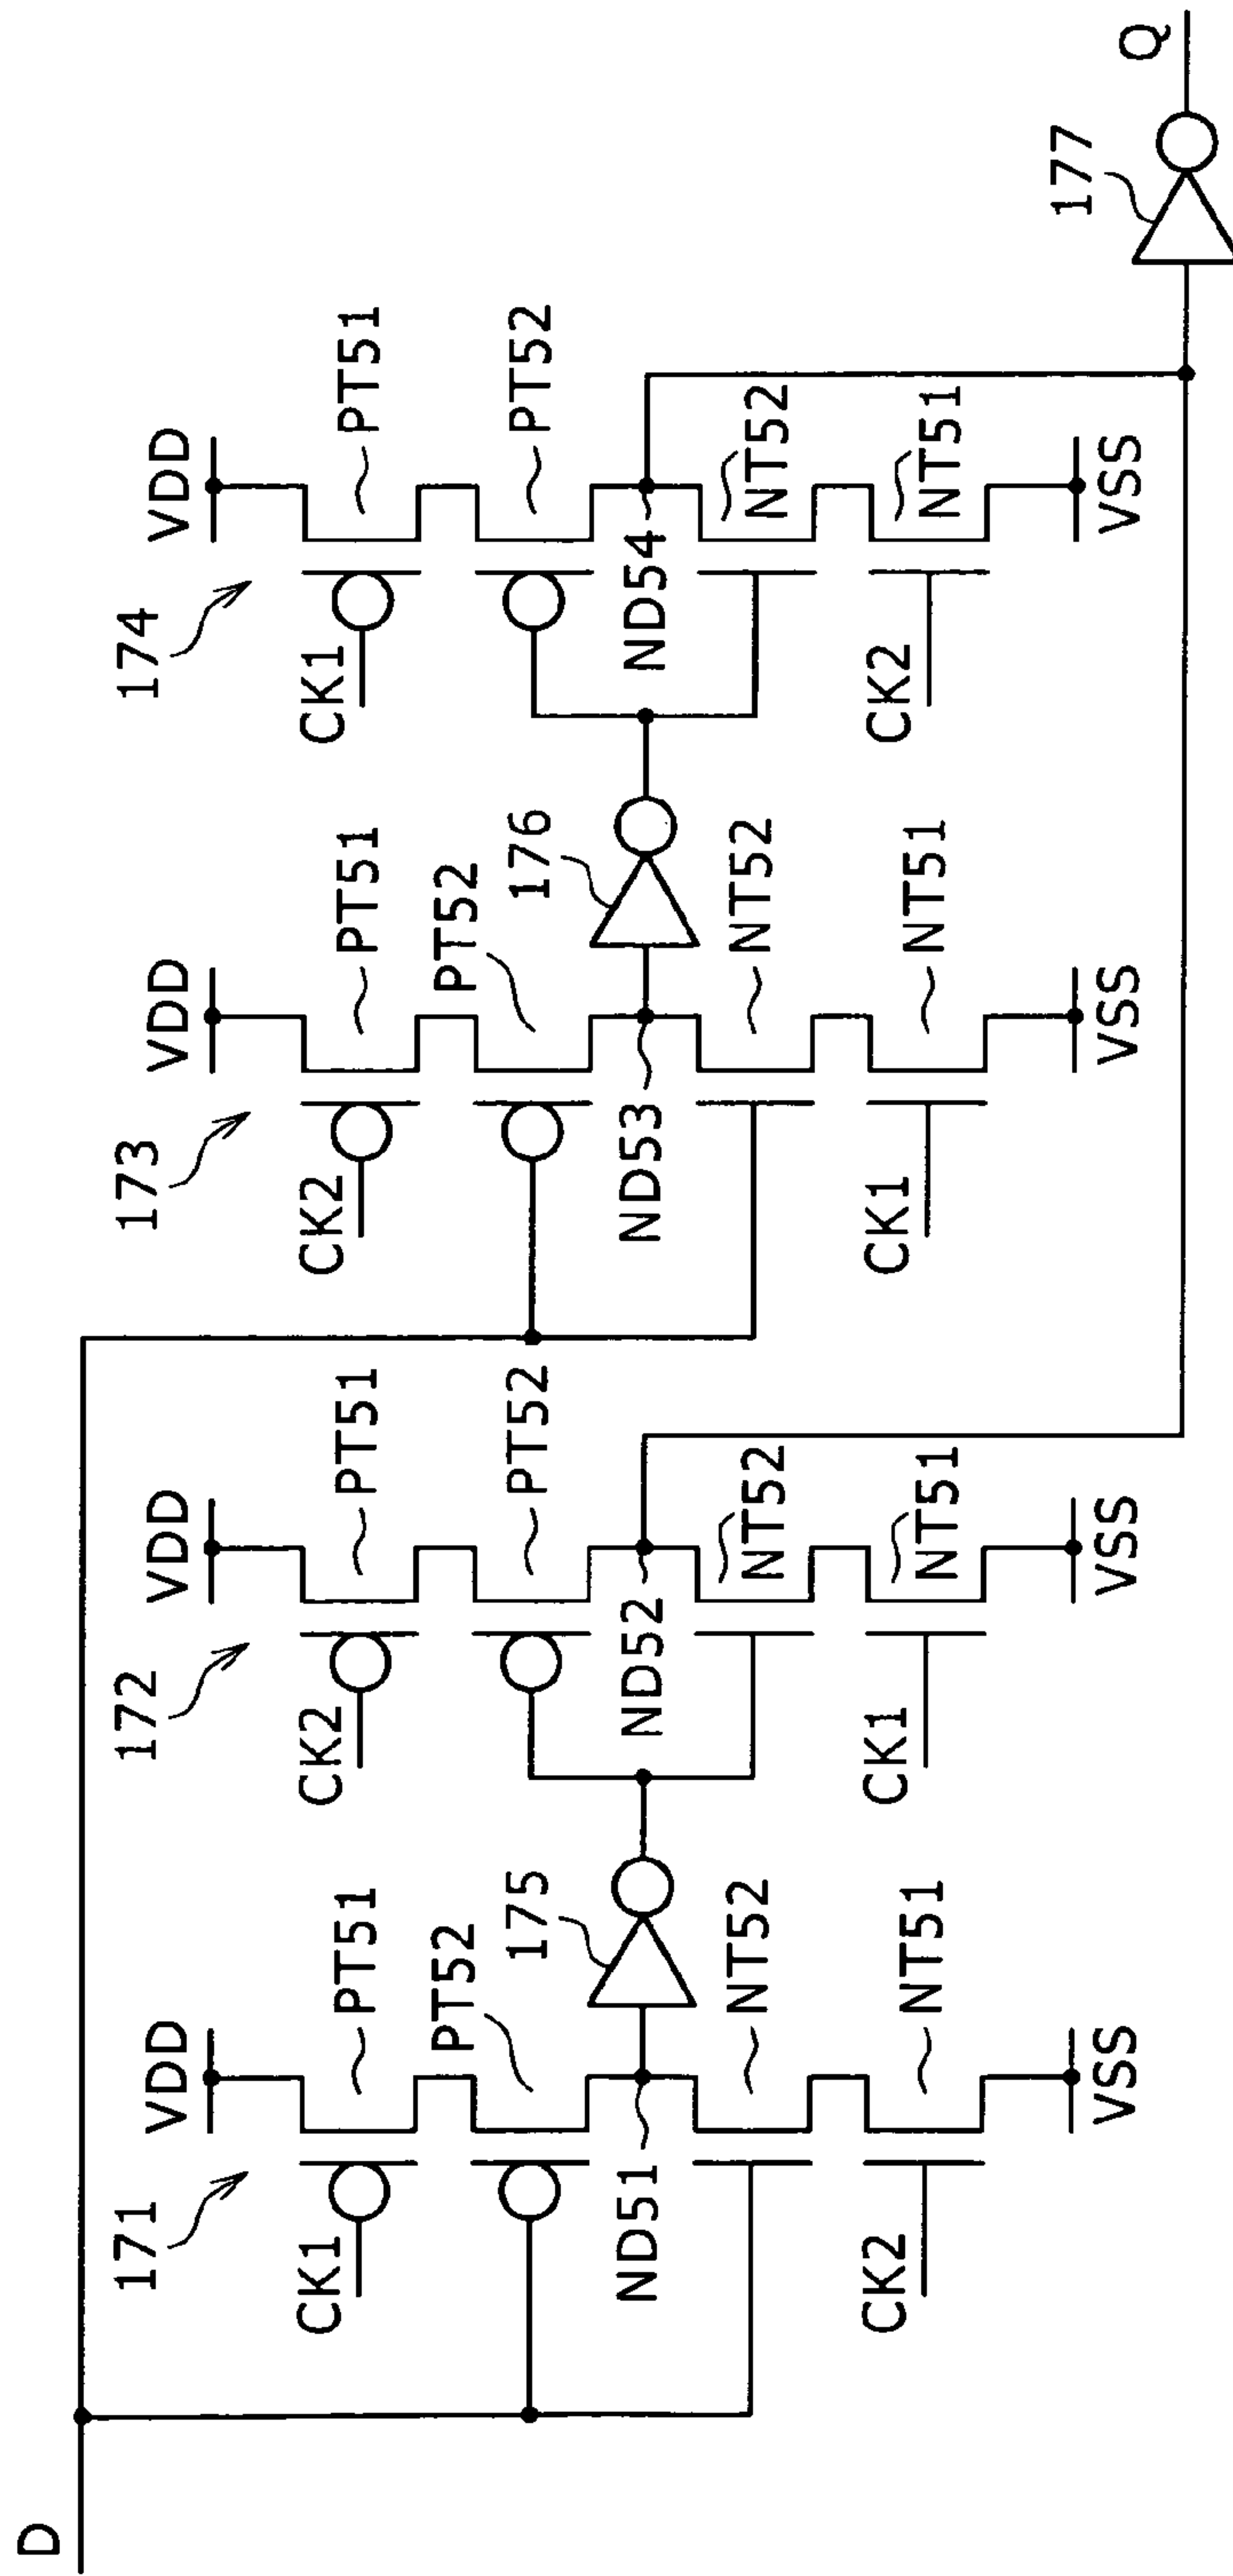 D
171
VDD
CK1
PT51
PT52
175
ND51
NT52
NT51
CK2
VSS
172
VDD
CK2
PT51
PT52
ND52
NT52
NT51
CK1
VSS
173
VDD
CK2
PT51
PT52
176
ND53
NT52
NT51
CK1
VSS
174
VDD
CK1
PT51
PT52
ND54
NT52
NT51
CK2
VSS
177
Q